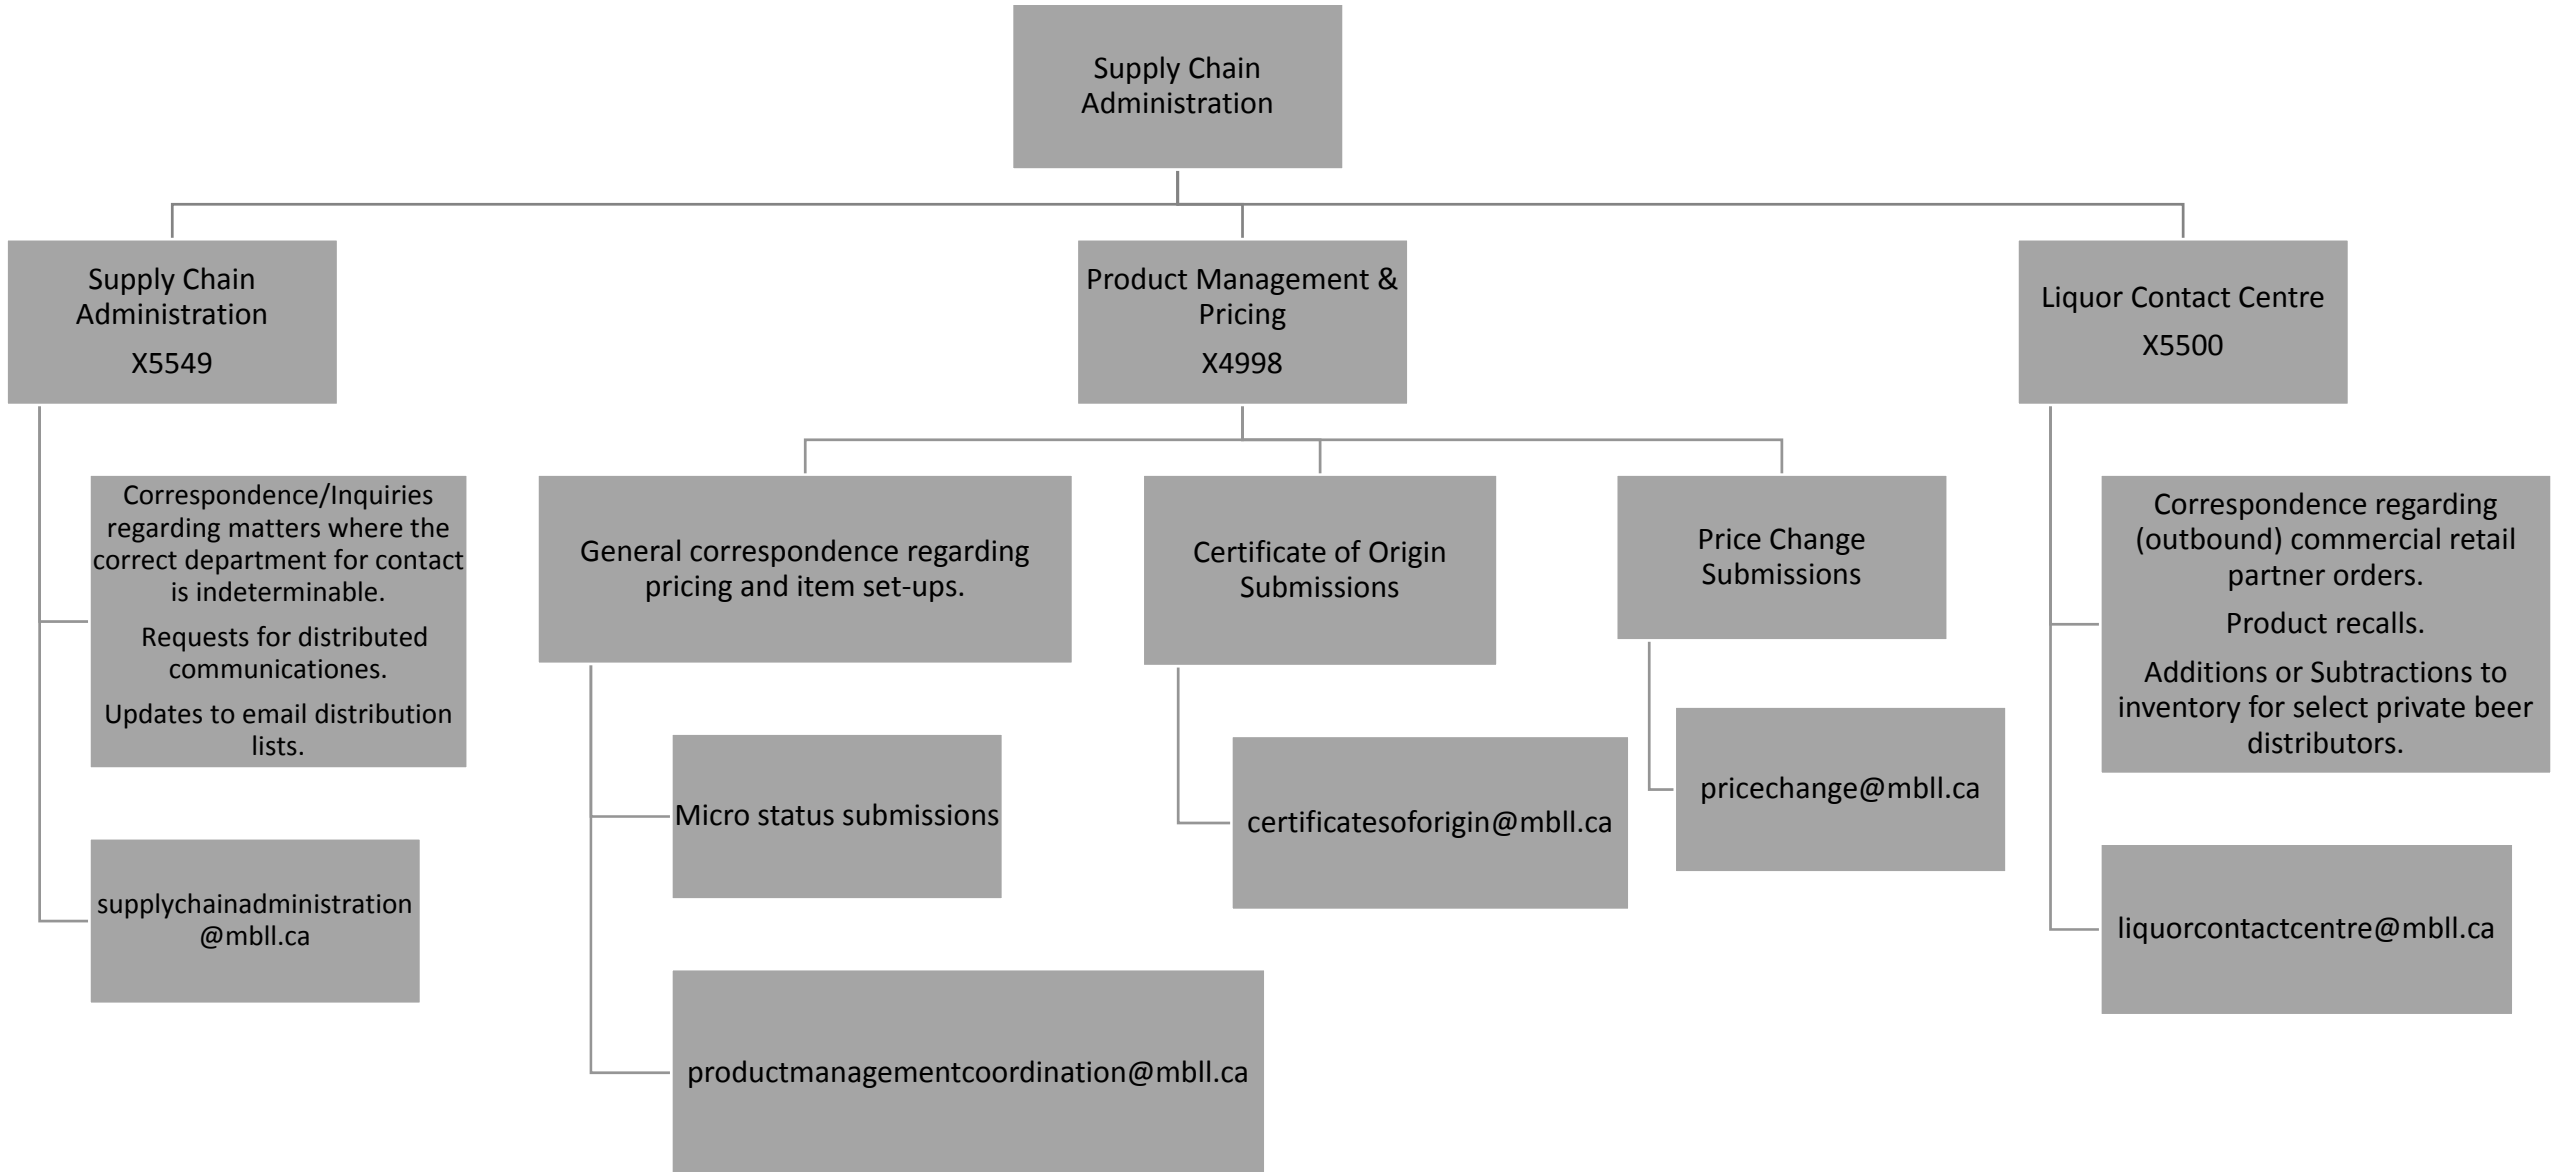 Supply Chain
Administration
Supply Chain
Administration
X5549
Product Management &
Pricing
X4998
Liquor Contact Centre
X5500
Correspondence/Inquiries
regarding matters where the
correct department for contact
is indeterminable.
Requests for distributed
communicationes.
Updates to email distribution
lists.
supplychainadministration
@mbll.ca
General correspondence regarding
pricing and item set-ups.
Micro status submissions
productmanagementcoordination@mbll.ca
Certificate of Origin
Submissions
certificatesoforigin@mbll.ca
Price Change
Submissions
pricechange@mbll.ca
Correspondence regarding
(outbound) commercial retail
partner orders.
Product recalls.
Additions or Subtractions to
inventory for select private beer
distributors.
liquorcontactcentre@mbll.ca